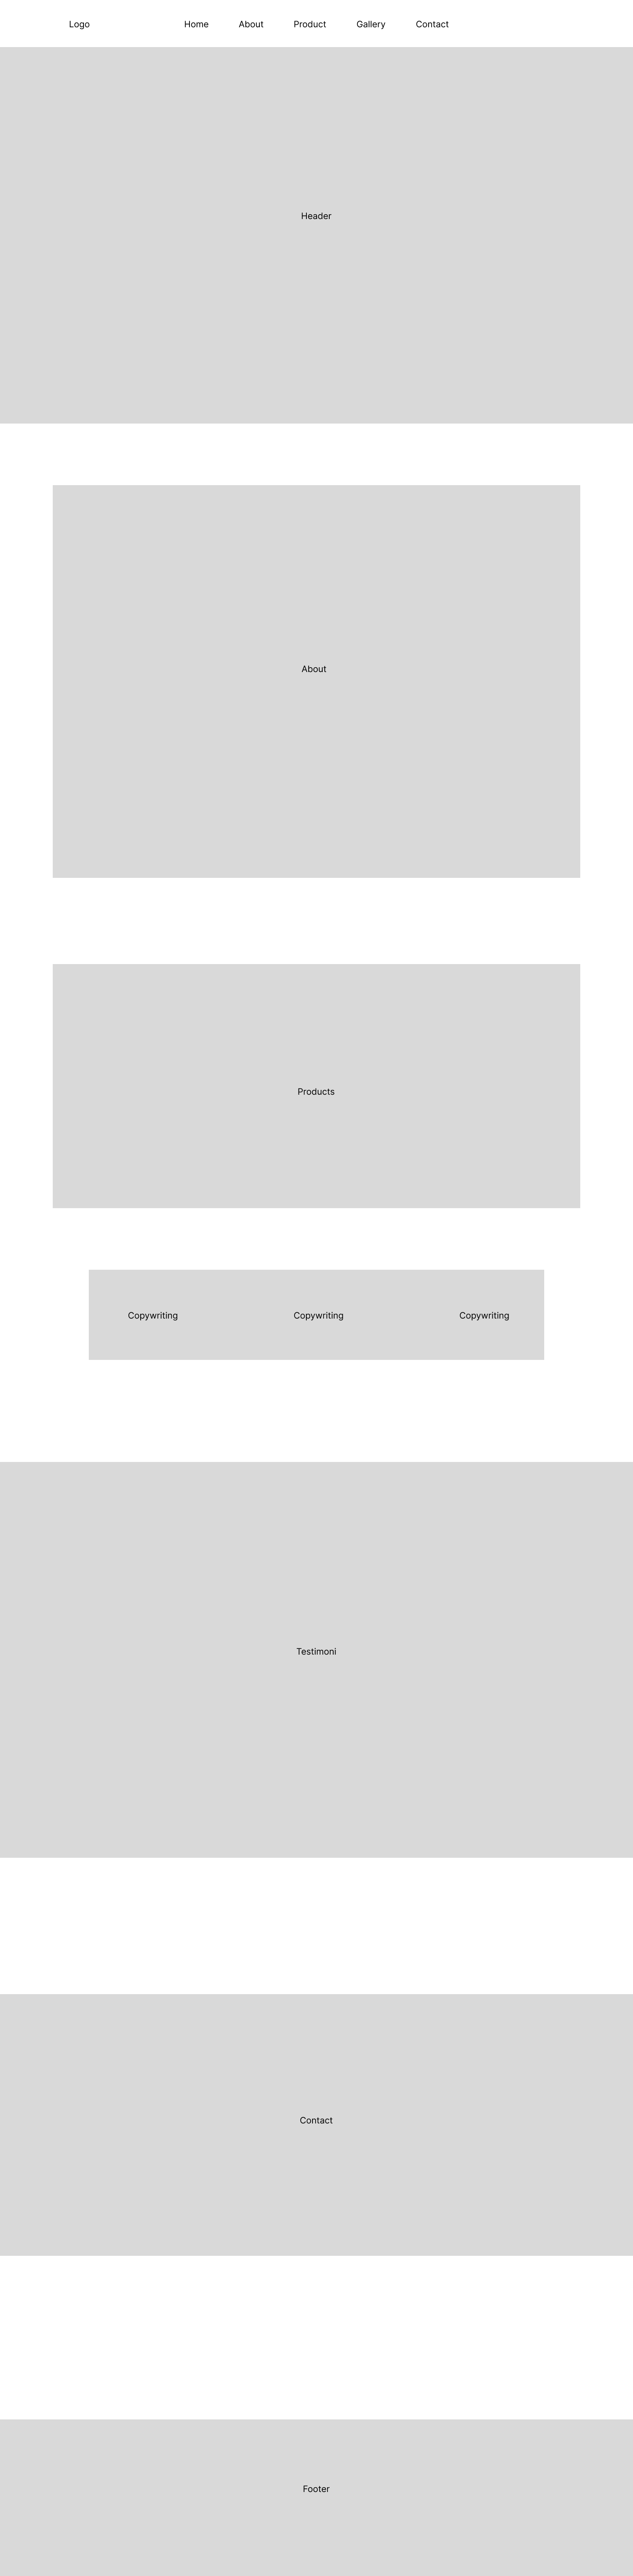 Logo Home About Product Gallery Contact
Header
About
Products
Copywriting Copywriting Copywriting
Testimoni
Contact
Footer